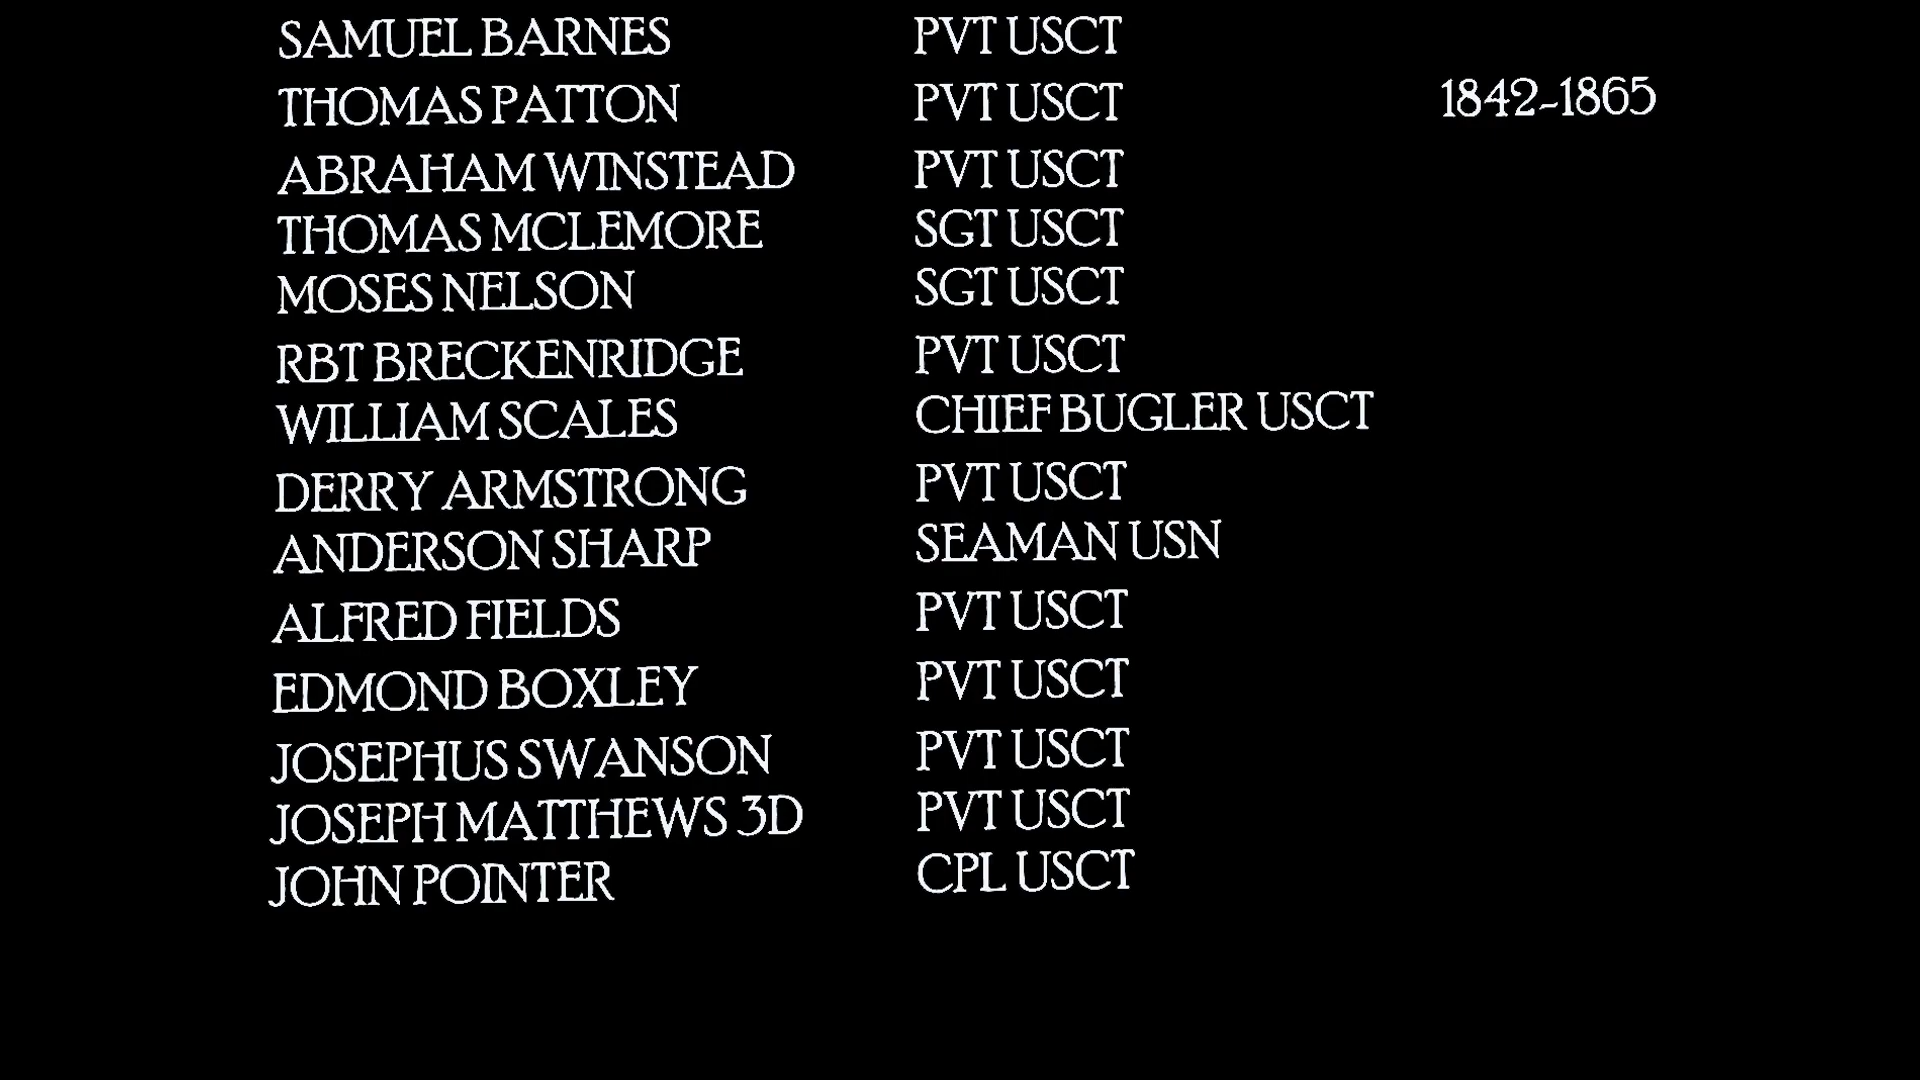 SAMUEL BARNES PVT USCT
THOMAS PATTON PVT USCT 1842-1865
ABRAHAM WINSTEAD PVT USCT
THOMAS MCLEMORE SGT USCT
MOSES NELSON SGT USCT
RBT BRECKENRIDGE PVT USCT
WILLIAM SCALES CHIEF BUGLER USCT
DERRY ARMSTRONG PVT USCT
ANDERSON SHARP SEAMAN USN
ALFRED FIELDS PVT USCT
EDMOND BOXLEY PVT USCT
JOSEPHUS SWANSON PVT USCT
JOSEPH MATTHEWS 3D PVT USCT
JOHN POINTER CPL USCT